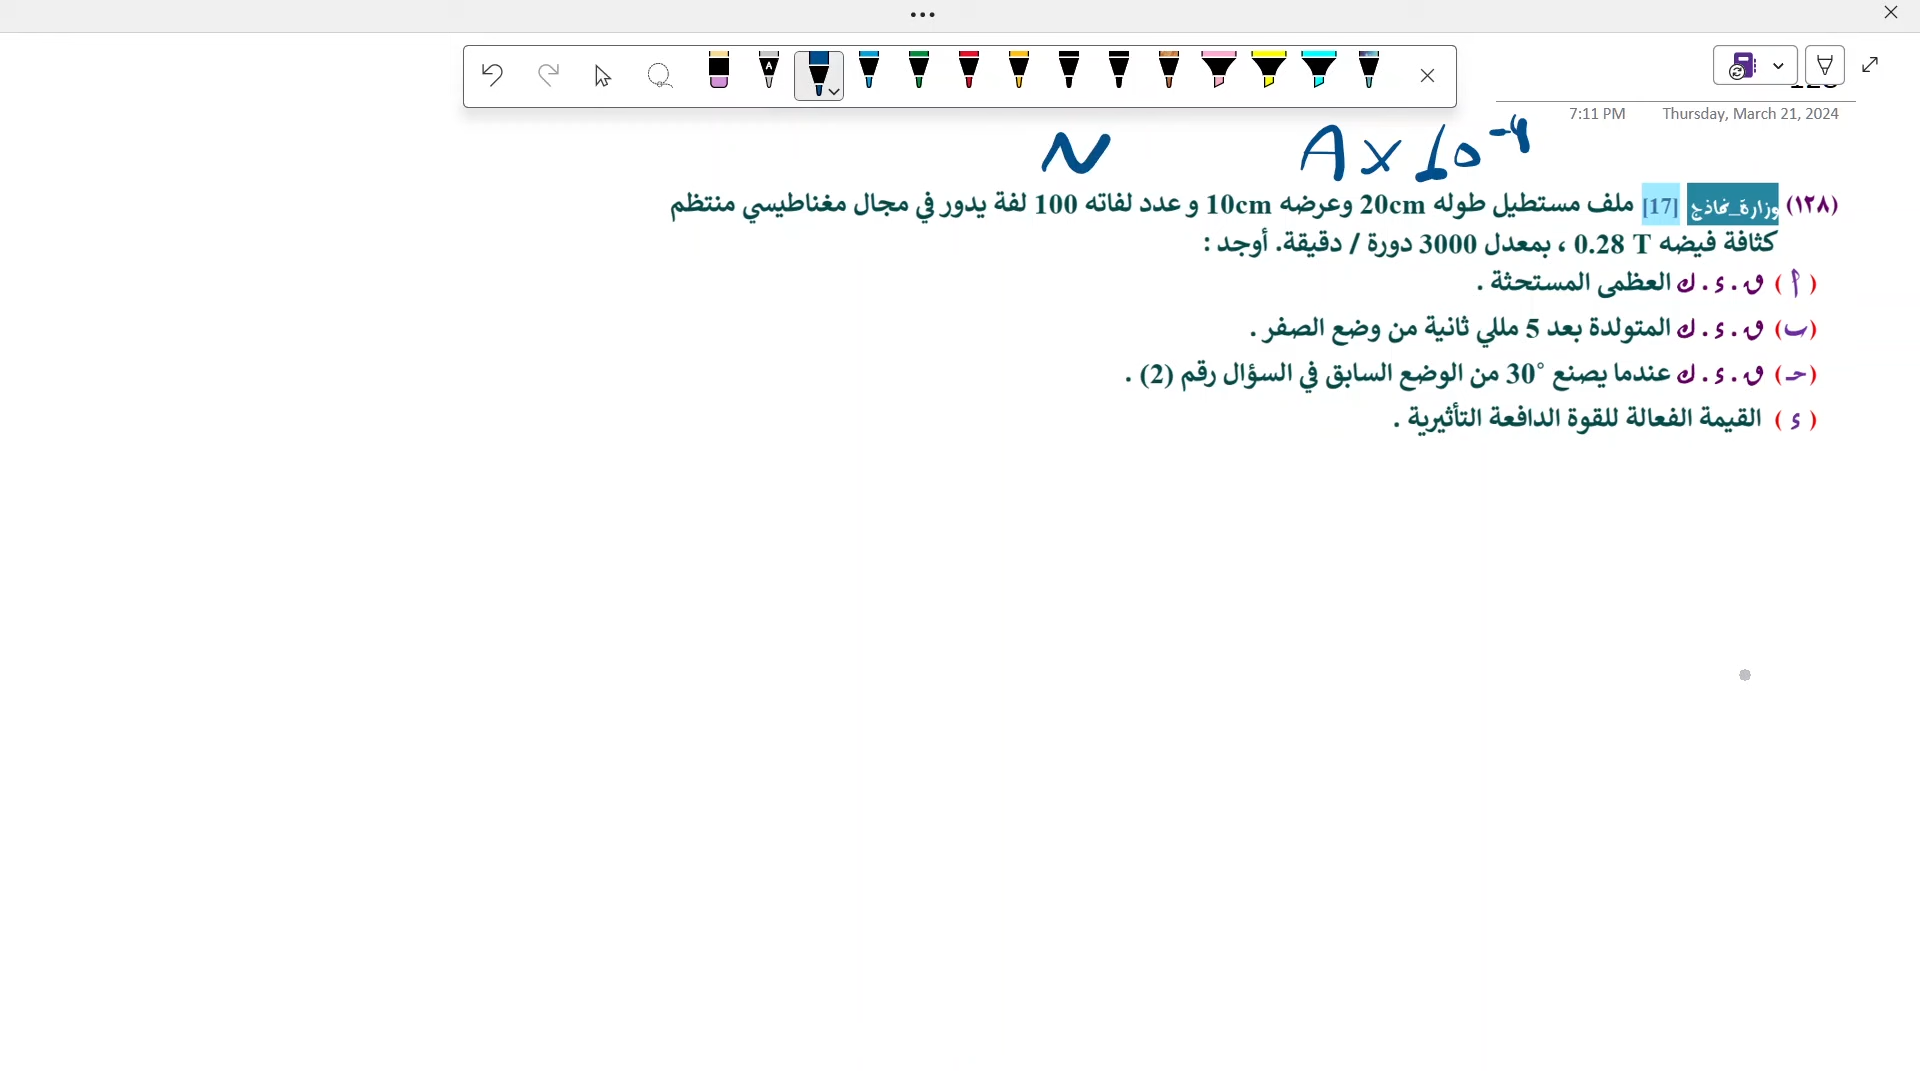 7:11 PM Thursday, March 21, 2024
N A x 10⁻⁴
(١٢٨) وزارة_نماذج [17] ملف مستطيل طوله 20cm وعرضه 10cm و عدد لفاته 100 لفة يدور في مجال مغناطيسي منتظم
كثافة فيضه 0.28 T ، بمعدل 3000 دورة / دقيقة. أوجد :
( أ ) ق . ء . ك العظمى المستحثة .
(ب) ق . ء . ك المتولدة بعد 5 مللي ثانية من وضع الصفر .
(حـ) ق . ء . ك عندما يصنع 30° من الوضع السابق في السؤال رقم (2) .
( ء ) القيمة الفعالة للقوة الدافعة التأثيرية .